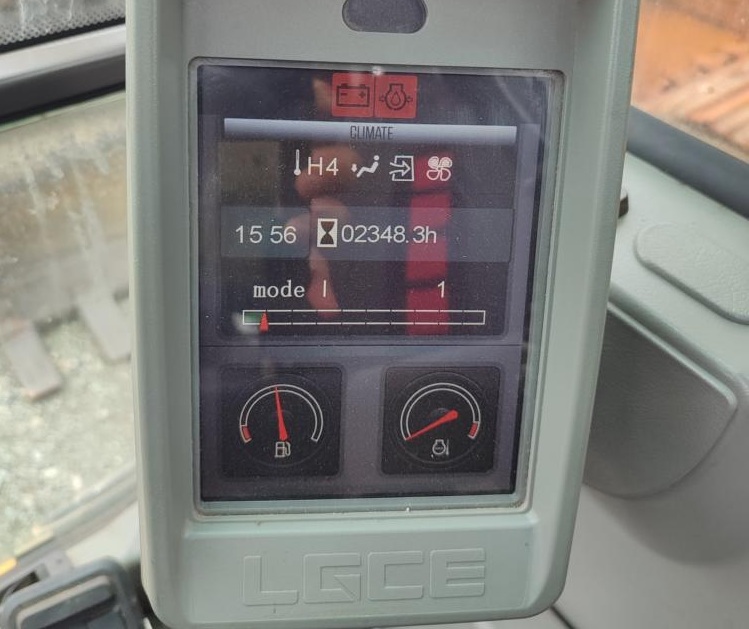 CLIMATE
H4
15 56 02348.3h
mode I 1
LGCE